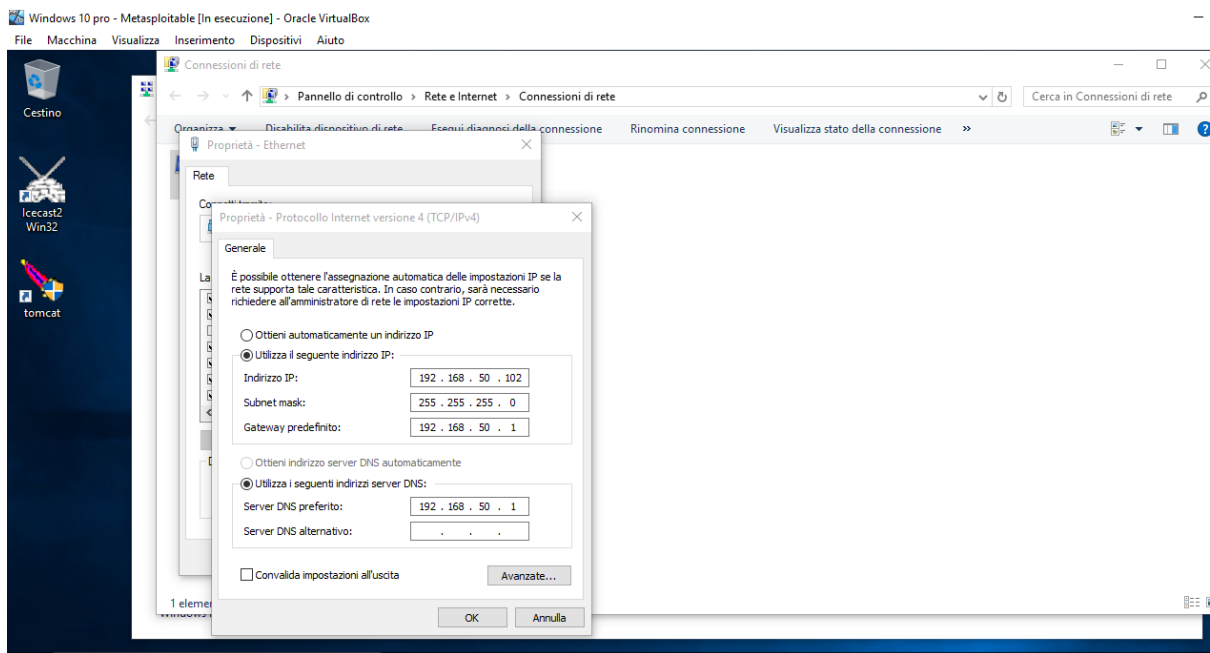 Windows 10 pro - Metasploitable [In esecuzione] - Oracle VirtualBox
File Macchina Visualizza Inserimento Dispositivi Aiuto
Cestino
Icecast2
Win32
tomcat
Connessioni di rete
Pannello di controllo > Rete e Internet > Connessioni di rete
Cerca in Connessioni di rete
Organizza Disabilita dispositivo di rete Esegui diagnosi della connessione Rinomina connessione Visualizza stato della connessione »
Proprietà - Ethernet
Rete
Proprietà - Protocollo Internet versione 4 (TCP/IPv4)
Generale
È possibile ottenere l'assegnazione automatica delle impostazioni IP se la
rete supporta tale caratteristica. In caso contrario, sarà necessario
richiedere all'amministratore di rete le impostazioni IP corrette.
Ottieni automaticamente un indirizzo IP
Utilizza il seguente indirizzo IP:
Indirizzo IP: 192 . 168 . 50 . 102
Subnet mask: 255 . 255 . 255 . 0
Gateway predefinito: 192 . 168 . 50 . 1
Ottieni indirizzo server DNS automaticamente
Utilizza i seguenti indirizzi server DNS:
Server DNS preferito: 192 . 168 . 50 . 1
Server DNS alternativo: . . .
Convalida impostazioni all'uscita
Avanzate...
OK Annulla
La
1 elemen